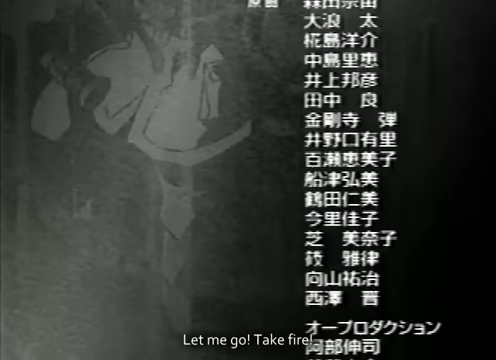 原画
森田宗田
大浪　太
椛島洋介
中島里恵
井上邦彦
田中　良
金剛寺　弾
井野口有里
百瀬恵美子
船津弘美
鶴田仁美
今里佳子
芝　美奈子
筱　雅律
向山祐治
西澤　晋
オープロダクション
Let me go! Take fire!
阿部伸司